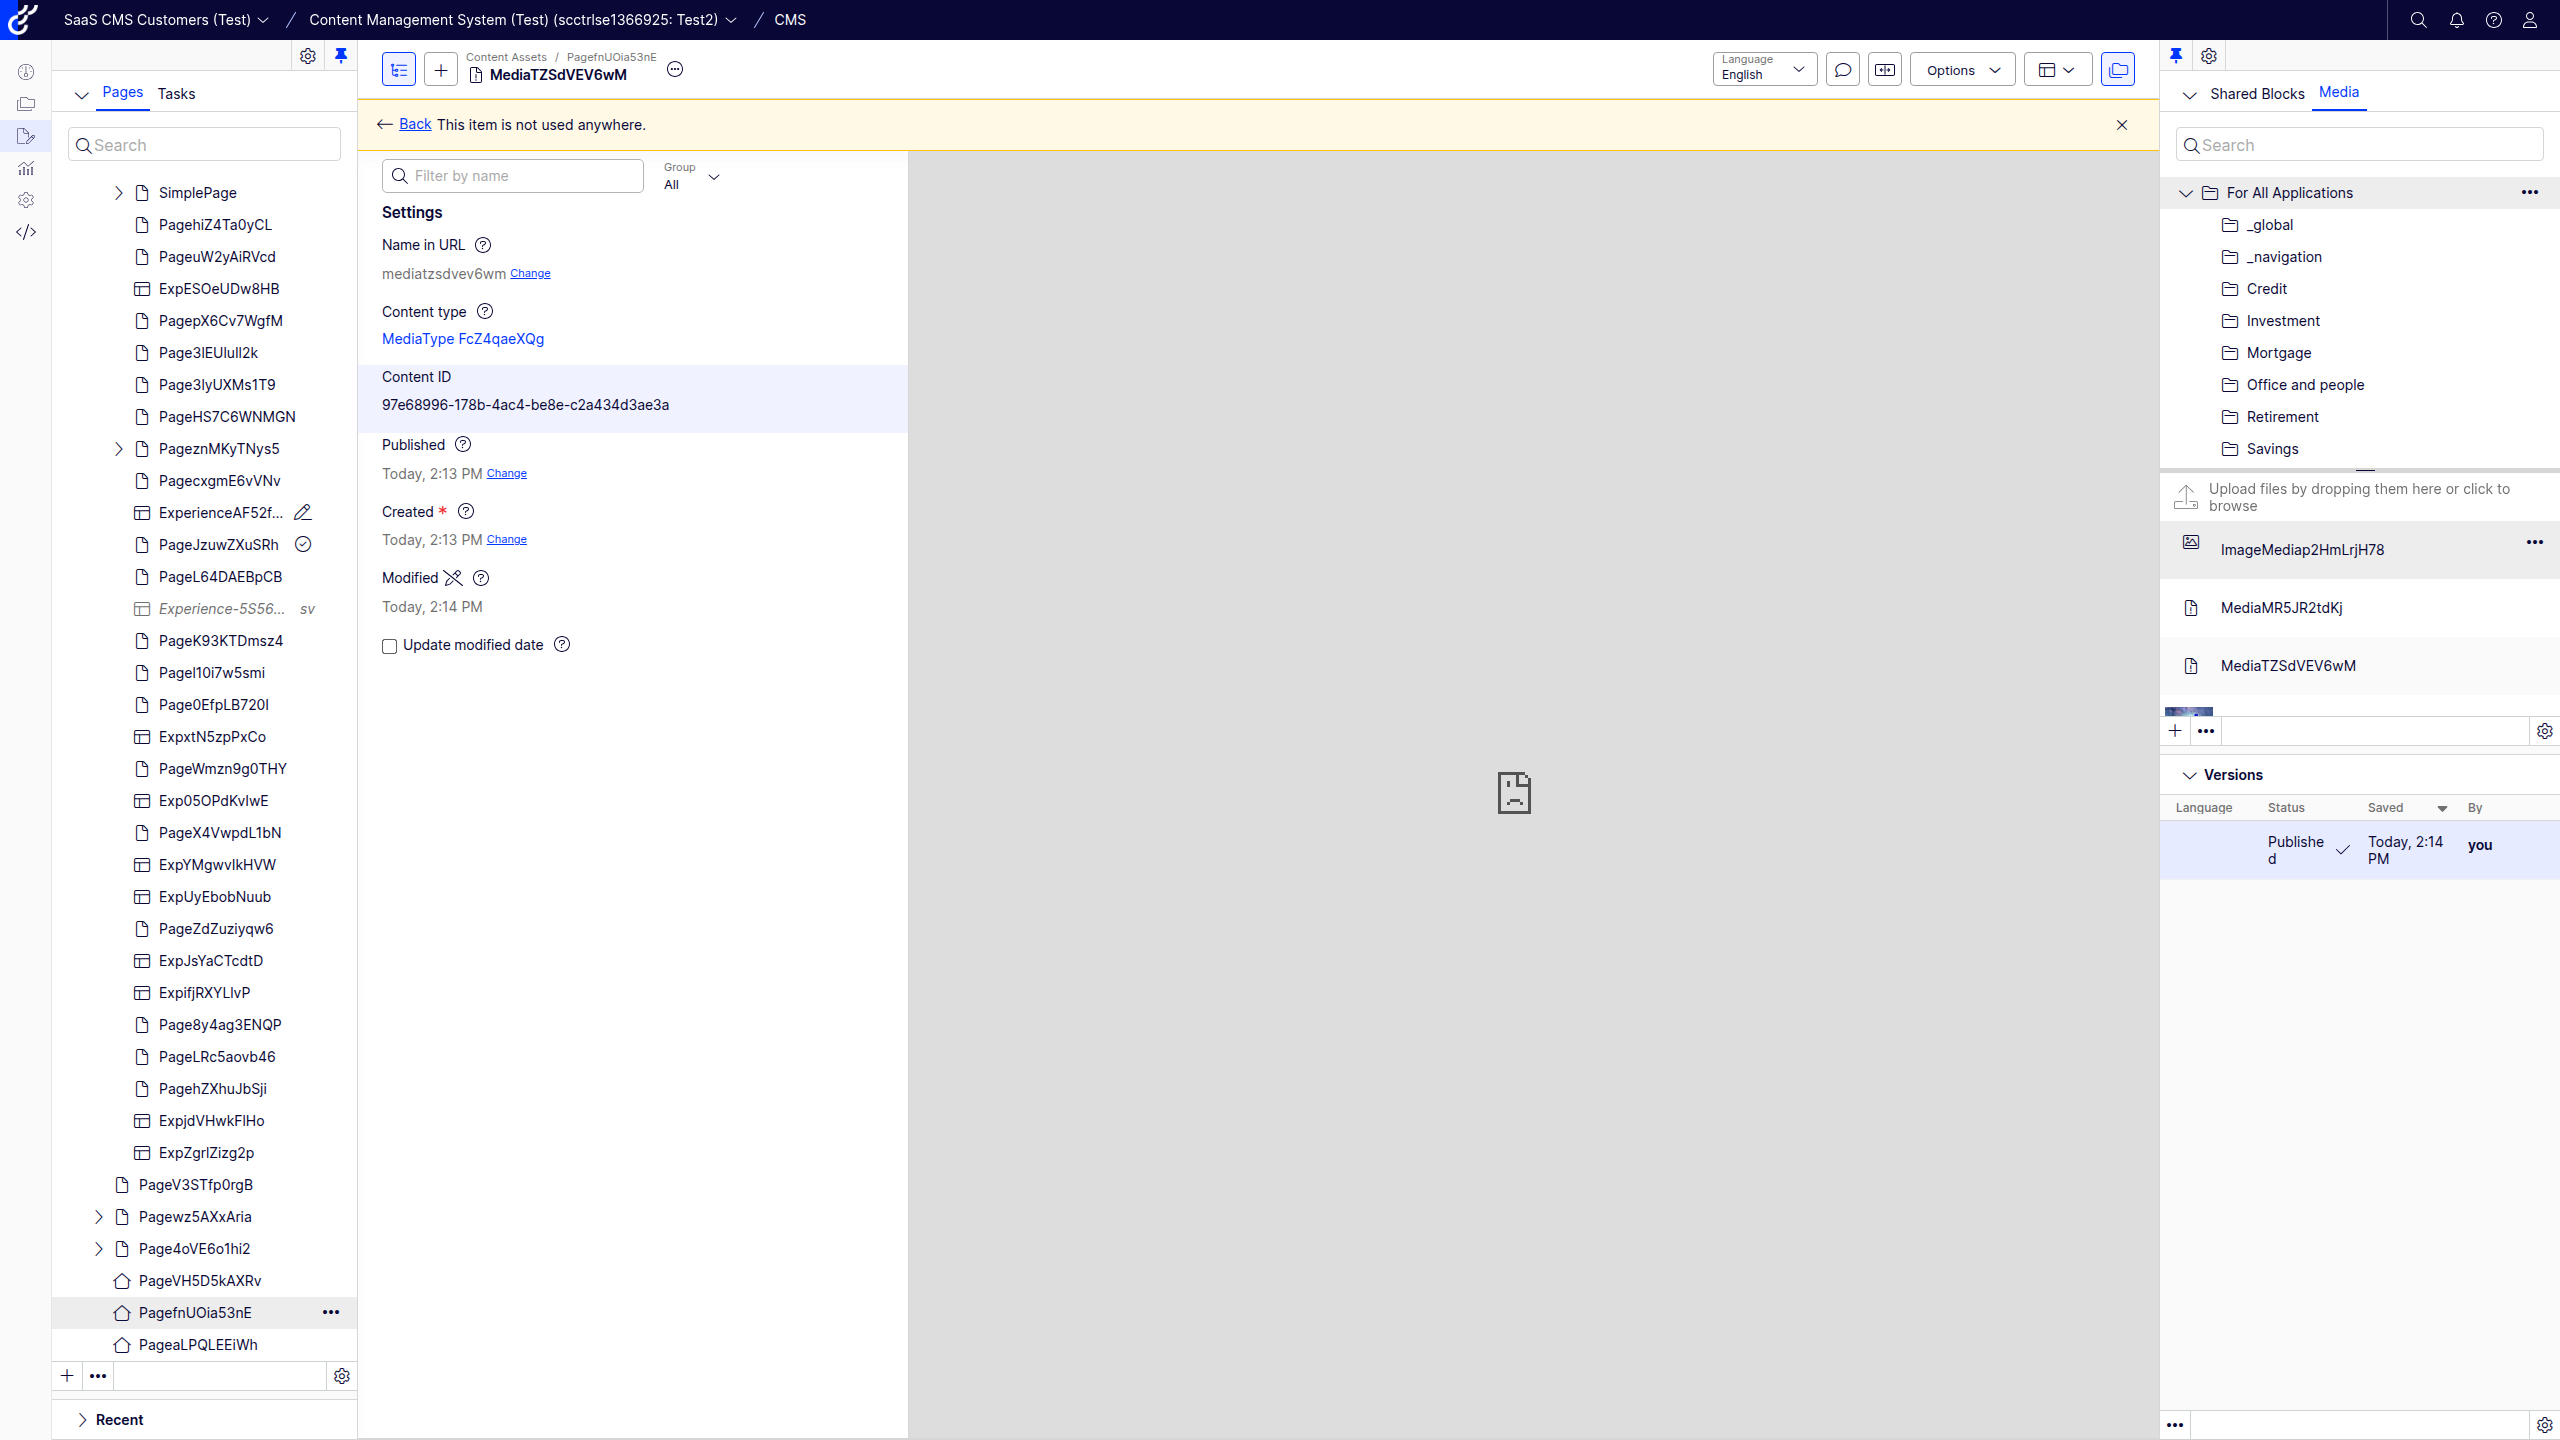 SaaS CMS Customers (Test) / Content Management System (Test) (scctrlse1366925: Test2) / CMS
Pages Tasks
Search
SimplePage
PagehiZ4Ta0yCL
PageuW2yAiRVcd
ExpESOeUDw8HB
PagepX6Cv7WgfM
Page3lEUlull2k
Page3lyUXMs1T9
PageHS7C6WNMGN
PageznMKyTNys5
PagecxgmE6vVNv
ExperienceAF52f...
PageJzuwZXuSRh
PageL64DAEBpCB
Experience-5S56... sv
PageK93KTDmsz4
Pagel10i7w5smi
Page0EfpLB720I
ExpxtN5zpPxCo
PageWmzn9g0THY
Exp05OPdKvlwE
PageX4VwpdL1bN
ExpYMgwvlkHVW
ExpUyEbobNuub
PageZdZuziyqw6
ExpJsYaCTcdtD
ExpifjRXYLlvP
Page8y4ag3ENQP
PageLRc5aovb46
PagehZXhuJbSji
ExpjdVHwkFlHo
ExpZgrlZizg2p
PageV3STfp0rgB
Pagewz5AXxAria
Page4oVE6o1hi2
PageVH5D5kAXRv
PagefnUOia53nE
PageaLPQLEEiWh
Recent
Content Assets / PagefnUOia53nE
MediaTZSdVEV6wM
Language
English
Options
Back This item is not used anywhere.
Filter by name
Group
All
Settings
Name in URL
mediatzsdvev6wm Change
Content type
MediaType FcZ4qaeXQg
Content ID
97e68996-178b-4ac4-be8e-c2a434d3ae3a
Published
Today, 2:13 PM Change
Created *
Today, 2:13 PM Change
Modified
Today, 2:14 PM
Update modified date
Shared Blocks Media
Search
For All Applications
_global
_navigation
Credit
Investment
Mortgage
Office and people
Retirement
Savings
Upload files by dropping them here or click to
browse
ImageMediap2HmLrjH78
MediaMR5JR2tdKj
MediaTZSdVEV6wM
Versions
Language Status Saved By
Publishe Today, 2:14 you
d PM